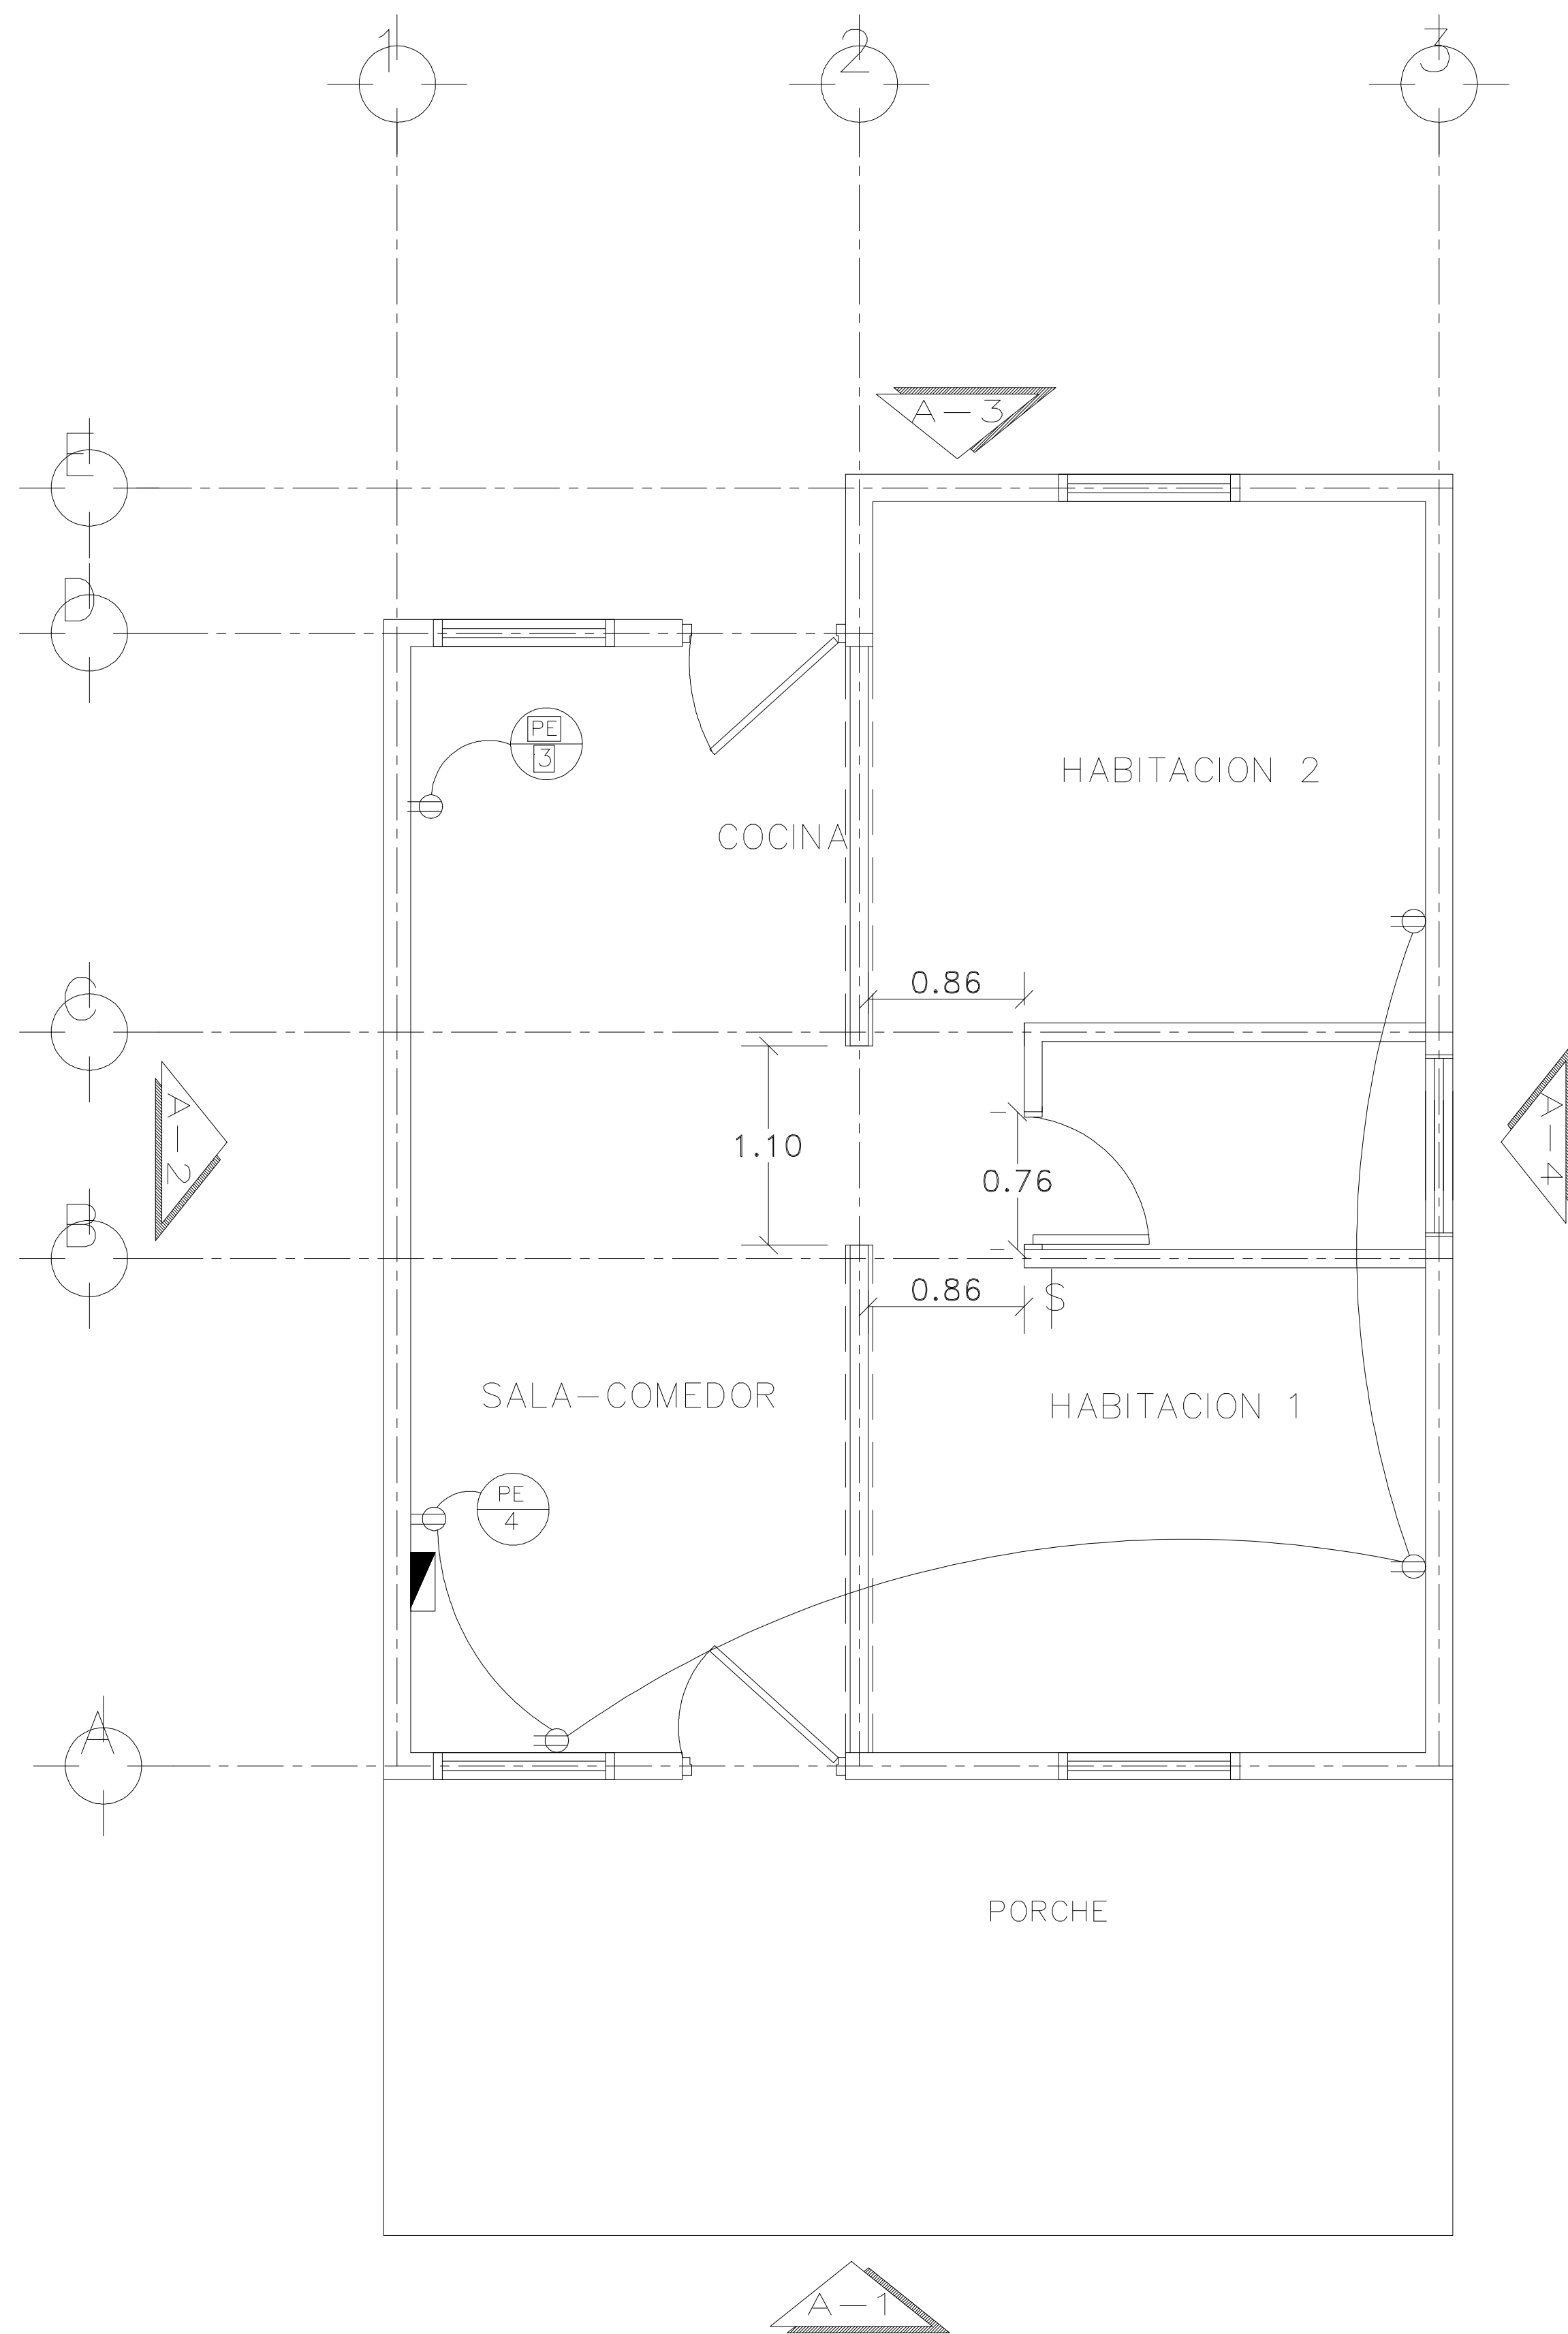 1
2
3
A-3
E
D
PE
3
HABITACION 2
COCINA
C
0.86
A-2
1.10
0.76
A-4
B
0.86
S
SALA-COMEDOR
HABITACION 1
PE
4
A
PORCHE
A-1